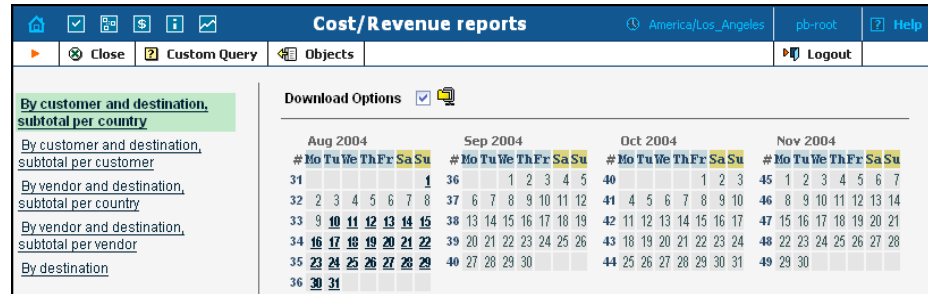 Cost/Revenue reports America/Los_Angeles pb-root ? Help
Close ? Custom Query Objects Logout
By customer and destination,
subtotal per country
By customer and destination,
subtotal per customer
By vendor and destination,
subtotal per country
By vendor and destination,
subtotal per vendor
By destination
Download Options
Aug 2004
# Mo Tu We Th Fr Sa Su
31 1
32 2 3 4 5 6 7 8
33 9 10 11 12 13 14 15
34 16 17 18 19 20 21 22
35 23 24 25 26 27 28 29
36 30 31
Sep 2004
# Mo Tu We Th Fr Sa Su
36 1 2 3 4 5
37 6 7 8 9 10 11 12
38 13 14 15 16 17 18 19
39 20 21 22 23 24 25 26
40 27 28 29 30
Oct 2004
# Mo Tu We Th Fr Sa Su
40 1 2 3
41 4 5 6 7 8 9 10
42 11 12 13 14 15 16 17
43 18 19 20 21 22 23 24
44 25 26 27 28 29 30 31
Nov 2004
# Mo Tu We Th Fr Sa Su
45 1 2 3 4 5 6 7
46 8 9 10 11 12 13 14
47 15 16 17 18 19 20 21
48 22 23 24 25 26 27 28
49 29 30